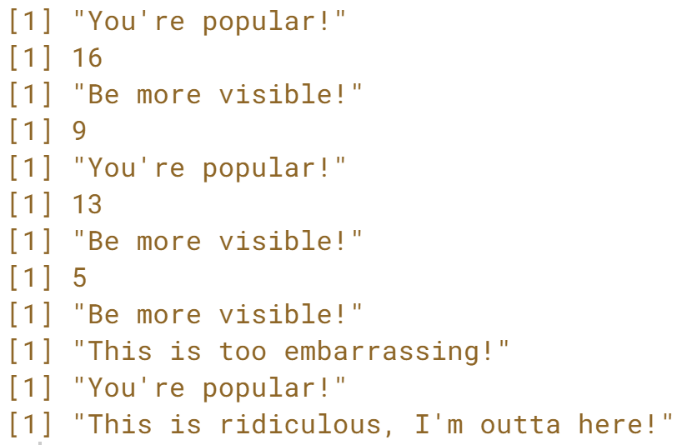 [1] "You're popular!"
[1] 16
[1] "Be more visible!"
[1] 9
[1] "You're popular!"
[1] 13
[1] "Be more visible!"
[1] 5
[1] "Be more visible!"
[1] "This is too embarrassing!"
[1] "You're popular!"
[1] "This is ridiculous, I'm outta here!"